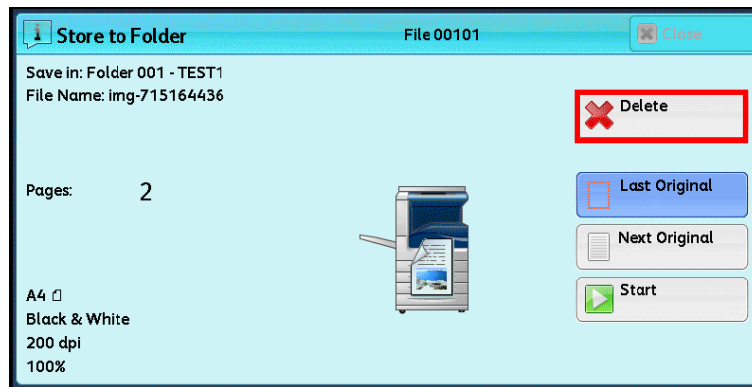 Store to Folder
File 00101
Close
Save in: Folder 001 - TEST1
File Name: img-715164436
Delete
Pages: 2
Last Original
Next Original
Start
A4
Black & White
200 dpi
100%